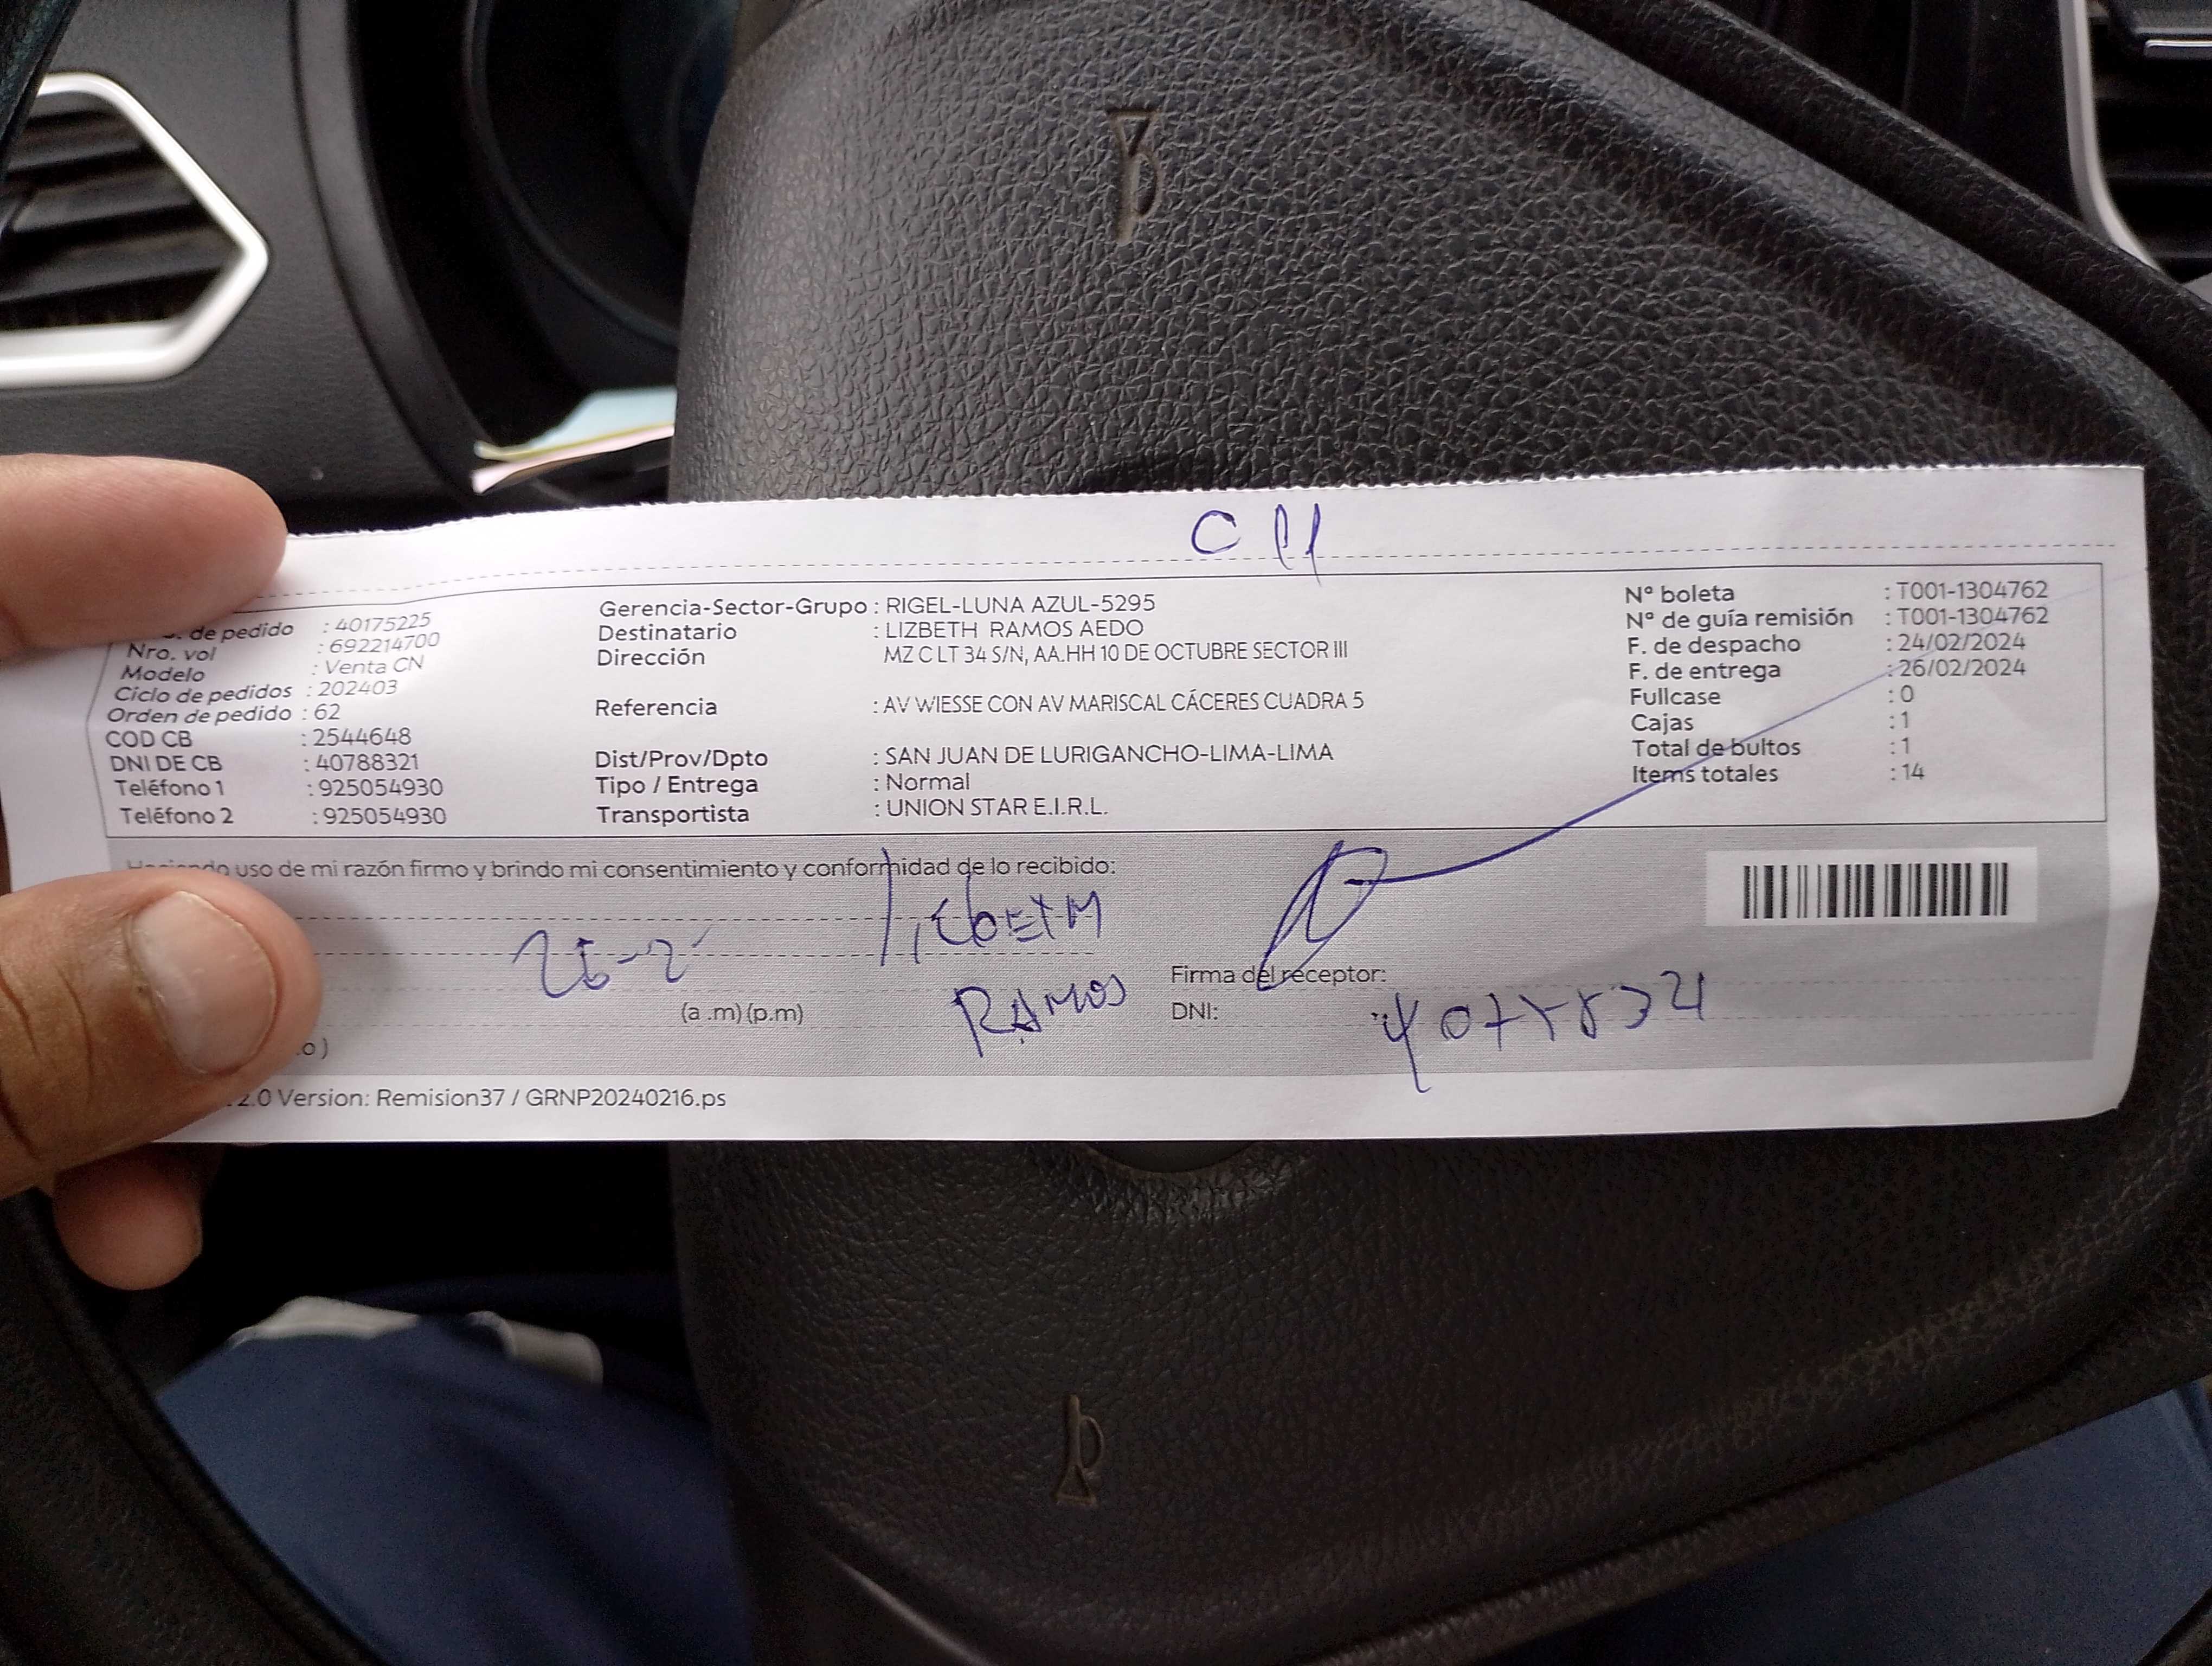 C 11
de pedido : 40175225
Nro. vol : 692214700
Modelo : Venta CN
Ciclo de pedidos : 202403
Orden de pedido : 62
COD CB : 2544648
DNI DE CB : 40788321
Teléfono 1 : 925054930
Teléfono 2 : 925054930
Gerencia-Sector-Grupo : RIGEL-LUNA AZUL-5295
Destinatario : LIZBETH RAMOS AEDO
Dirección MZ C LT 34 S/N, AA.HH 10 DE OCTUBRE SECTOR III
Referencia : AV WIESSE CON AV MARISCAL CÁCERES CUADRA 5
Dist/Prov/Dpto : SAN JUAN DE LURIGANCHO-LIMA-LIMA
Tipo / Entrega : Normal
Transportista : UNION STAR E.I.R.L.
N° boleta : T001-1304762
N° de guía remisión : T001-1304762
F. de despacho : 24/02/2024
F. de entrega : 26/02/2024
Fullcase : 0
Cajas : 1
Total de bultos : 1
Items totales : 14
Haciendo uso de mi razón firmo y brindo mi consentimiento y conformidad de lo recibido:
26-2
RAMOS
Firma del receptor:
(a .m) (p.m)
DNI:
.o )
2.0 Version: Remision37 / GRNP20240216.ps